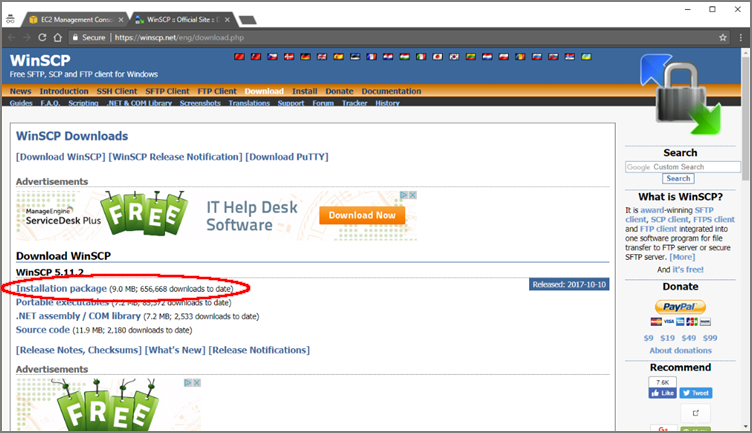 EC2 Management Conso
WinSCP :: Official Site :: D
Secure
https://winscp.net/eng/download.php
WinSCP
Free SFTP, SCP and FTP client for Windows
News Introduction SSH Client SFTP Client FTP Client Download Install Donate Documentation
Guides F.A.Q. Scripting .NET & COM Library Screenshots Translations Support Forum Tracker History
WinSCP Downloads
[Download WinSCP] [WinSCP Release Notification] [Download PuTTY]
Advertisements
ManageEngine
ServiceDesk Plus
FREE
IT Help Desk
Software
Download Now
Download WinSCP
WinSCP 5.11.2
Installation package (9.0 MB; 656,668 downloads to date)
Released: 2017-10-10
Portable executables (7.2 MB; downloads to date)
.NET assembly / COM library (7.2 MB; 2,533 downloads to date)
Source code (11.9 MB; 2,180 downloads to date)
[Release Notes, Checksums] [What's New] [Release Notifications]
Advertisements
FREE
Search
Google Custom Search
Search
What is WinSCP?
It is award-winning SFTP
client, SCP client, FTPS client
and FTP client integrated into
one software program for file
transfer to FTP server or secure
SFTP server. [More]
And it's free!
Donate
PayPal
VISA
$9 $19 $49 $99
About donations
Recommend
7.6K
Like
Tweet